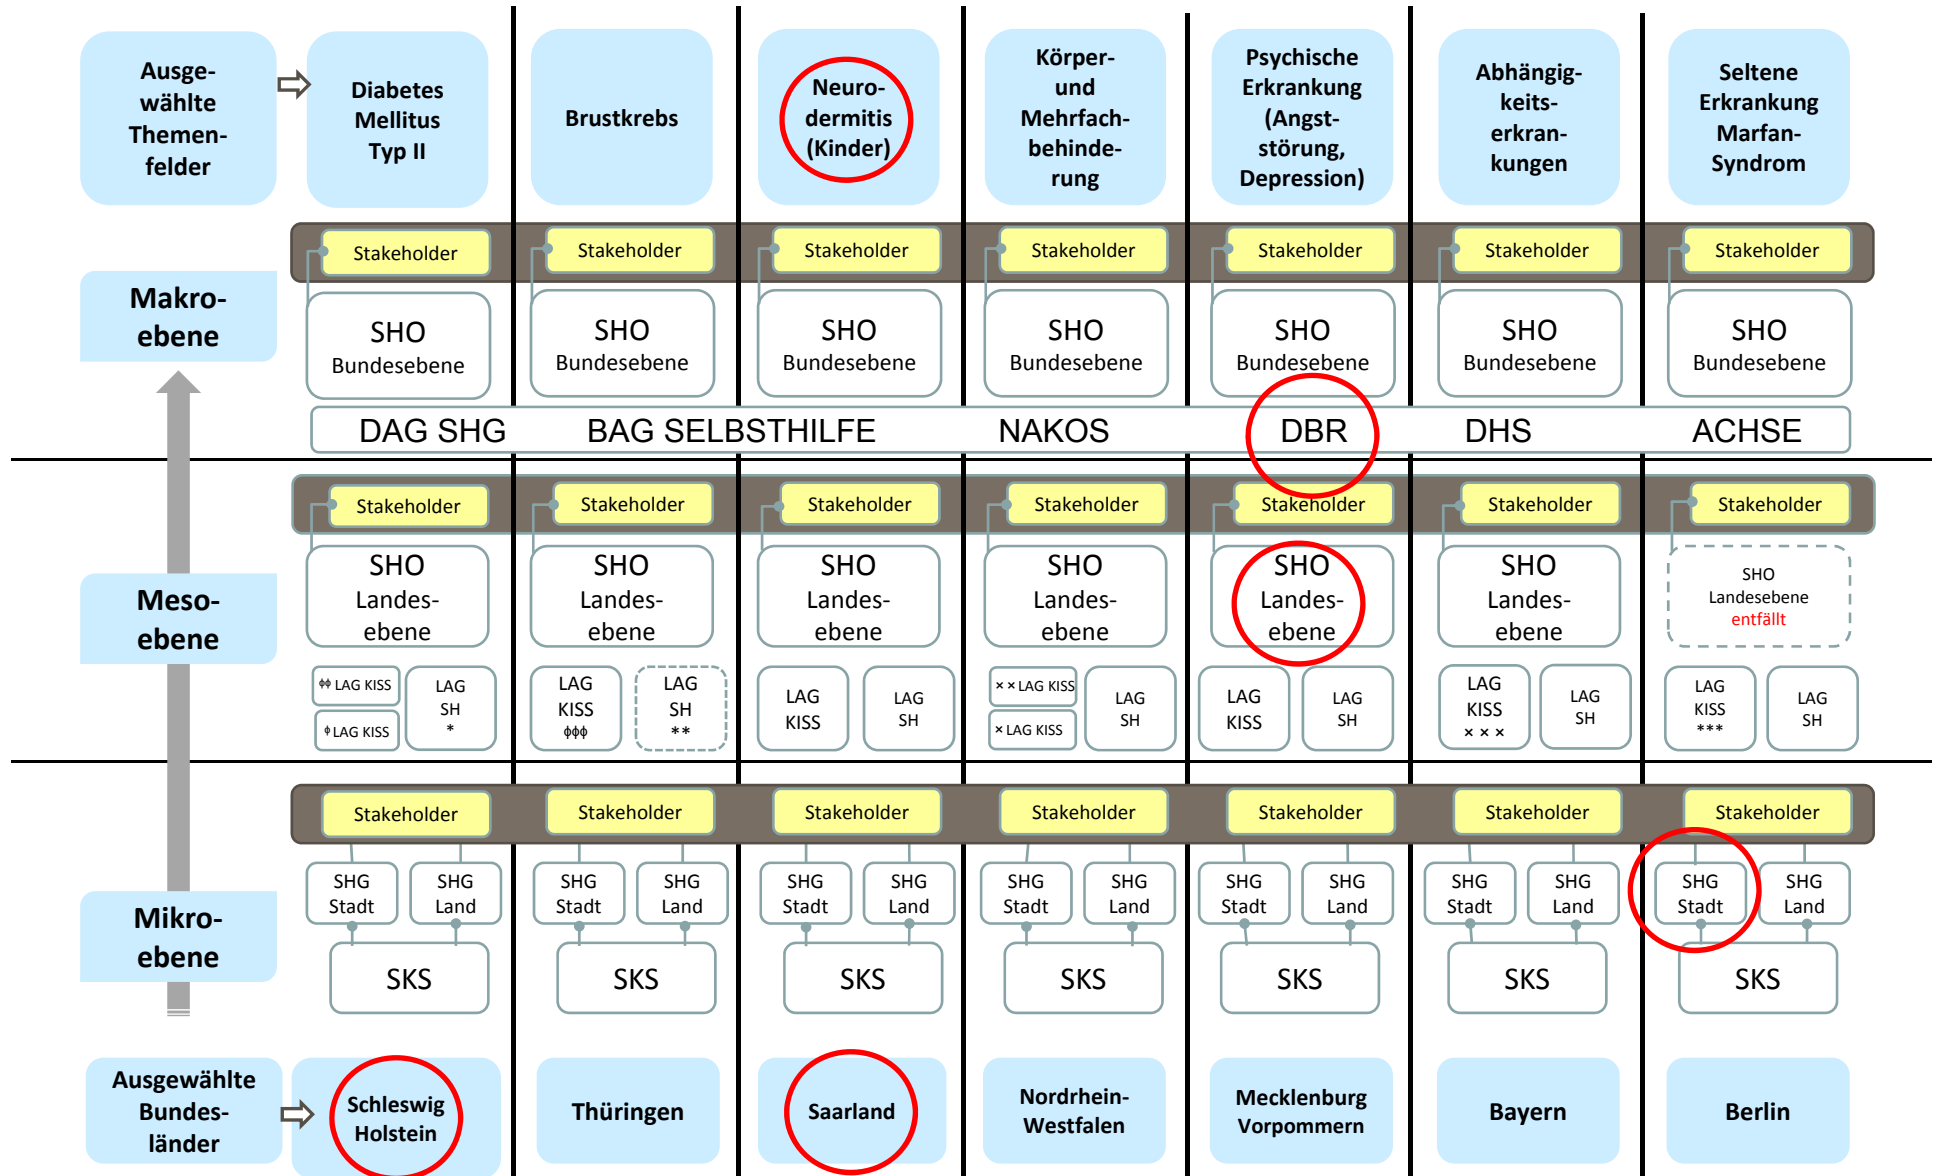 Ausge-
wählte
Themen-
felder
Diabetes
Mellitus
Typ II
Brustkrebs
Neuro-
dermitis
(Kinder)
Körper-
und
Mehrfach-
behinde-
rung
Psychische
Erkrankung
(Angst-
störung,
Depression)
Abhängig-
keits-
erkran-
kungen
Seltene
Erkrankung
Marfan-
Syndrom
Makro-
ebene
Stakeholder
Stakeholder
Stakeholder
Stakeholder
Stakeholder
Stakeholder
Stakeholder
SHO
Bundesebene
SHO
Bundesebene
SHO
Bundesebene
SHO
Bundesebene
SHO
Bundesebene
SHO
Bundesebene
SHO
Bundesebene
DAG SHG BAG SELBSTHILFE NAKOS DBR DHS ACHSE
Meso-
ebene
Stakeholder
Stakeholder
Stakeholder
Stakeholder
Stakeholder
Stakeholder
Stakeholder
SHO
Landes-
ebene
SHO
Landes-
ebene
SHO
Landes-
ebene
SHO
Landes-
ebene
SHO
Landes-
ebene
SHO
Landes-
ebene
SHO
Landesebene
entfällt
ϕϕ LAG KISS
ϕ LAG KISS
LAG
SH
*
LAG
KISS
ϕϕϕ
LAG
SH
**
LAG
KISS
LAG
SH
×× LAG KISS
× LAG KISS
LAG
SH
LAG
KISS
LAG
SH
LAG
KISS
×××
LAG
SH
LAG
KISS
***
LAG
SH
Mikro-
ebene
Stakeholder
Stakeholder
Stakeholder
Stakeholder
Stakeholder
Stakeholder
Stakeholder
SHG
Stadt
SHG
Land
SHG
Stadt
SHG
Land
SHG
Stadt
SHG
Land
SHG
Stadt
SHG
Land
SHG
Stadt
SHG
Land
SHG
Stadt
SHG
Land
SHG
Stadt
SHG
Land
SKS
SKS
SKS
SKS
SKS
SKS
SKS
Ausgewählte
Bundes-
länder
Schleswig
Holstein
Thüringen
Saarland
Nordrhein-
Westfalen
Mecklenburg
Vorpommern
Bayern
Berlin